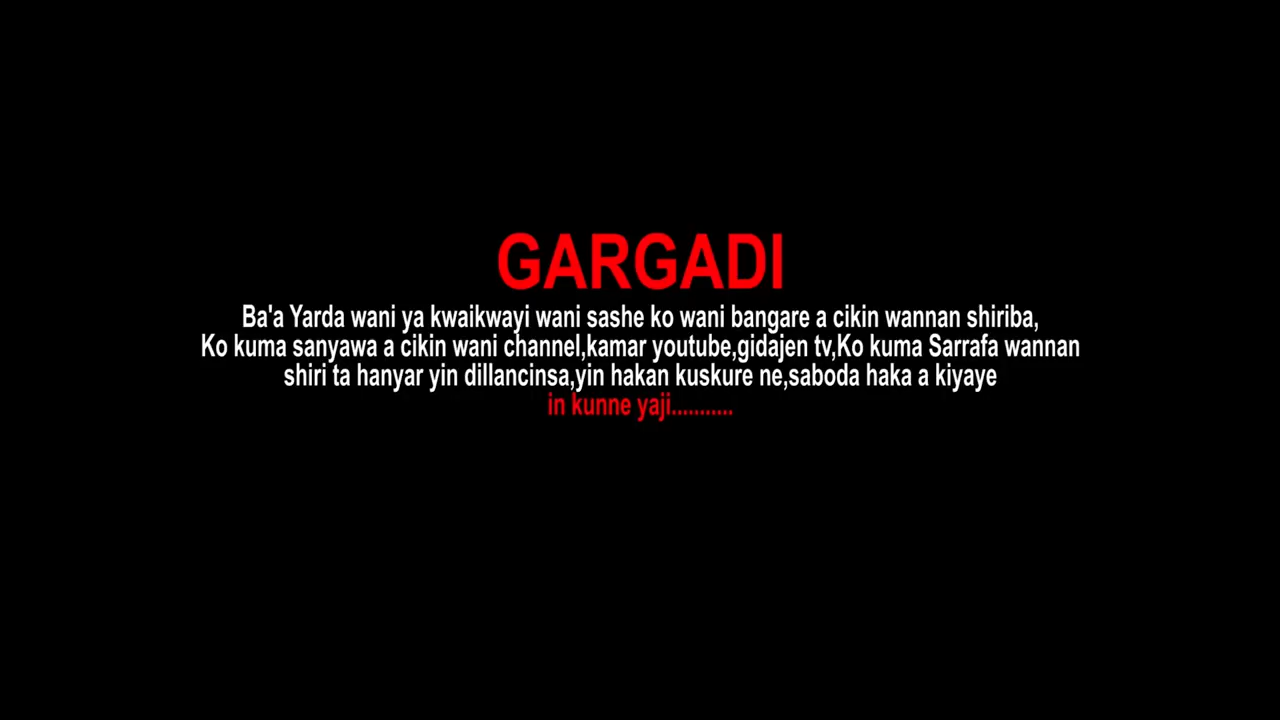 GARGADI
Ba'a Yarda wani ya kwaikwayi wani sashe ko wani bangare a cikin wannan shiriba,
Ko kuma sanyawa a cikin wani channel,kamar youtube,gidajen tv,Ko kuma Sarrafa wannan
shiri ta hanyar yin dillancinsa,yin hakan kuskure ne,saboda haka a kiyaye
in kunne yaji...........